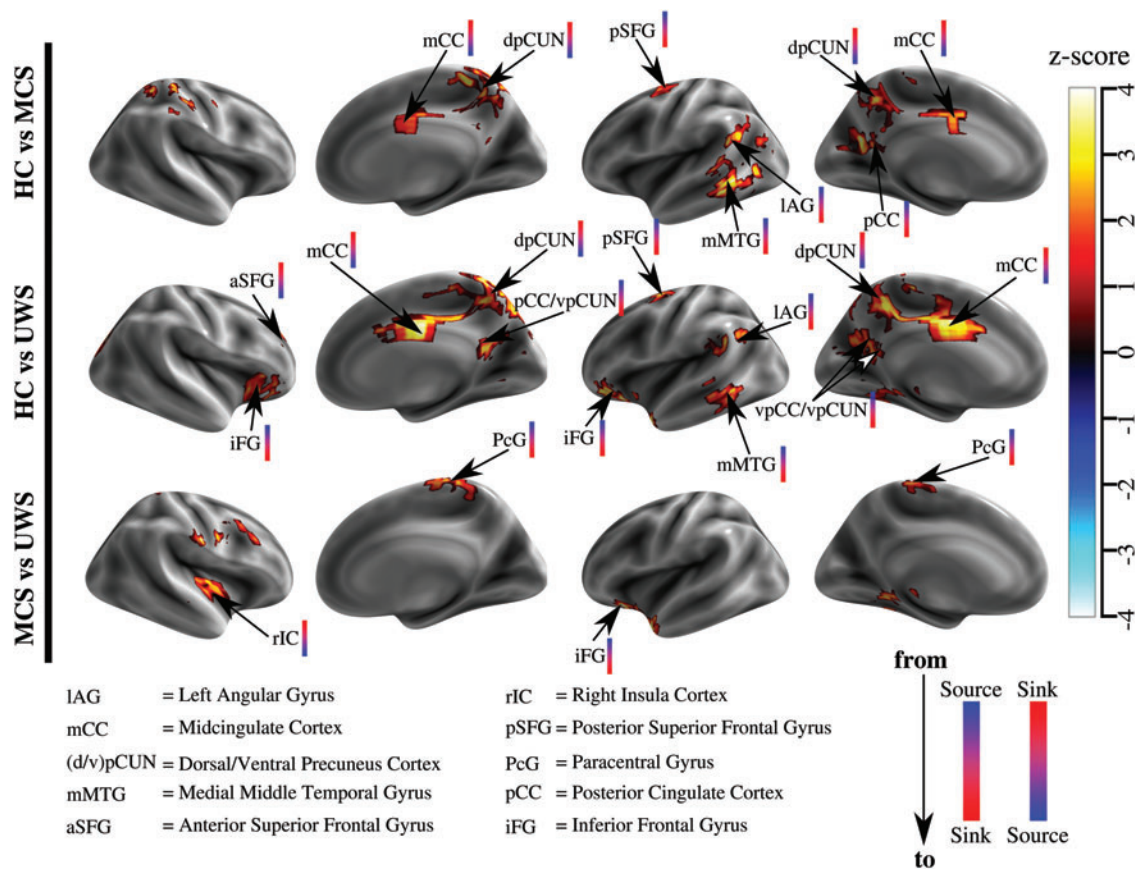 HC vs MCS
mCC
dpCUN
pSFG
dpCUN
mCC
z-score
lAG
mMTG
pCC
4
3
2
1
0
-1
-2
-3
-4
HC vs UWS
aSFG
mCC
dpCUN
pCC/vpCUN
pSFG
lAG
dpCUN
mCC
iFG
iFG
mMTG
vpCC/vpCUN
MCS vs UWS
PcG
PcG
rIC
iFG
lAG = Left Angular Gyrus
mCC = Midcingulate Cortex
(d/v)pCUN = Dorsal/Ventral Precuneus Cortex
mMTG = Medial Middle Temporal Gyrus
aSFG = Anterior Superior Frontal Gyrus
rIC = Right Insula Cortex
pSFG = Posterior Superior Frontal Gyrus
PcG = Paracentral Gyrus
pCC = Posterior Cingulate Cortex
iFG = Inferior Frontal Gyrus
from
Source Sink
Sink Source
to